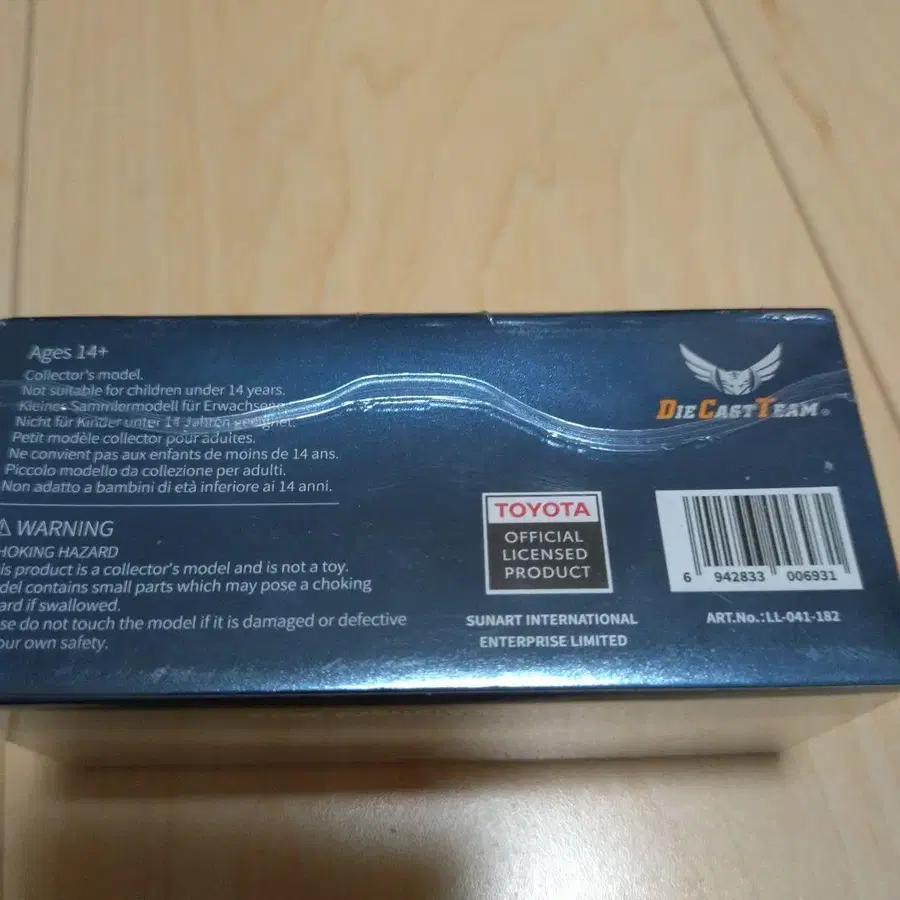 Ages 14+
Collector's model.
Not suitable for children under 14 years.
Kleines Sammlermodell für Erwachsene.
Nicht für Kinder unter 14 Jahren geeignet.
Petit modèle collector pour adultes.
Ne convient pas aux enfants de moins de 14 ans.
Piccolo modello da collezione per adulti.
Non adatto a bambini di età inferiore ai 14 anni.
⚠ WARNING
HOKING HAZARD
is product is a collector's model and is not a toy.
del contains small parts which may pose a choking
ard if swallowed.
se do not touch the model if it is damaged or defective
our own safety.
DIE CAST TEAM®
TOYOTA
OFFICIAL
LICENSED
PRODUCT
SUNART INTERNATIONAL
ENTERPRISE LIMITED
6 942833 006931
ART.No.:LL-041-182